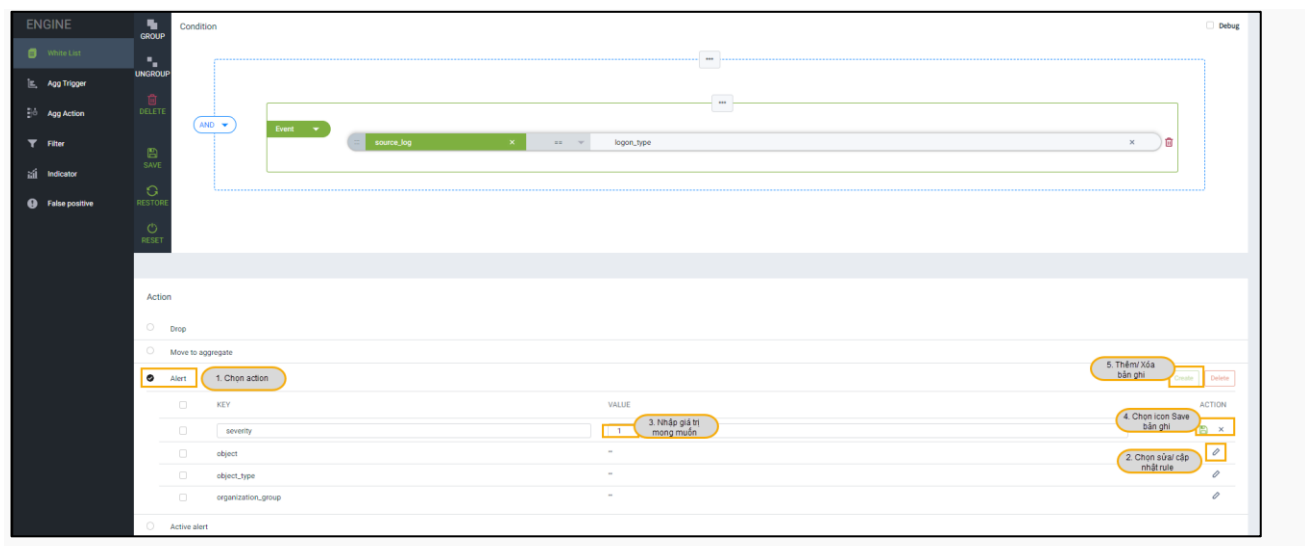 ENGINE
White List
Agg Trigger
Agg Action
Filter
Indicator
False positive
GROUP
UNGROUP
DELETE
SAVE
RESTORE
RESET
Condition
Debug
AND
Event
source_log
×
==
logon_type
×
Action
Drop
Move to aggregate
Alert
1. Chọn action
5. Thêm/ Xóa
bản ghi
Create
Delete
KEY
VALUE
ACTION
severity
1
3. Nhập giá trị
mong muốn
4. Chọn icon Save
bản ghi
×
object
""
2. Chọn sửa/ cập
nhật rule
object_type
""
organization_group
""
Active alert